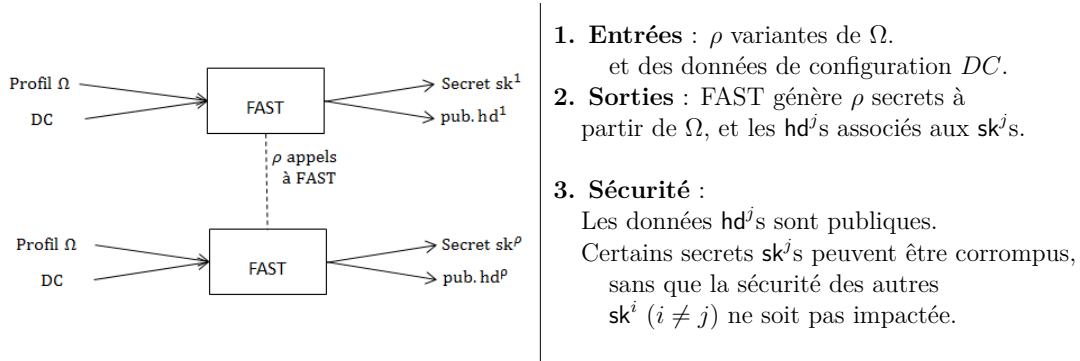 Profil Ω
DC
FAST
Secret sk¹
pub. hd¹
ρ appels
à FAST
Profil Ω
DC
FAST
Secret skᵖ
pub. hdᵖ
1. Entrées : ρ variantes de Ω.
et des données de configuration DC.
2. Sorties : FAST génère ρ secrets à
partir de Ω, et les hdʲs associés aux skʲs.
3. Sécurité :
Les données hdʲs sont publiques.
Certains secrets skʲs peuvent être corrompus,
sans que la sécurité des autres
skⁱ (i ≠ j) ne soit pas impactée.